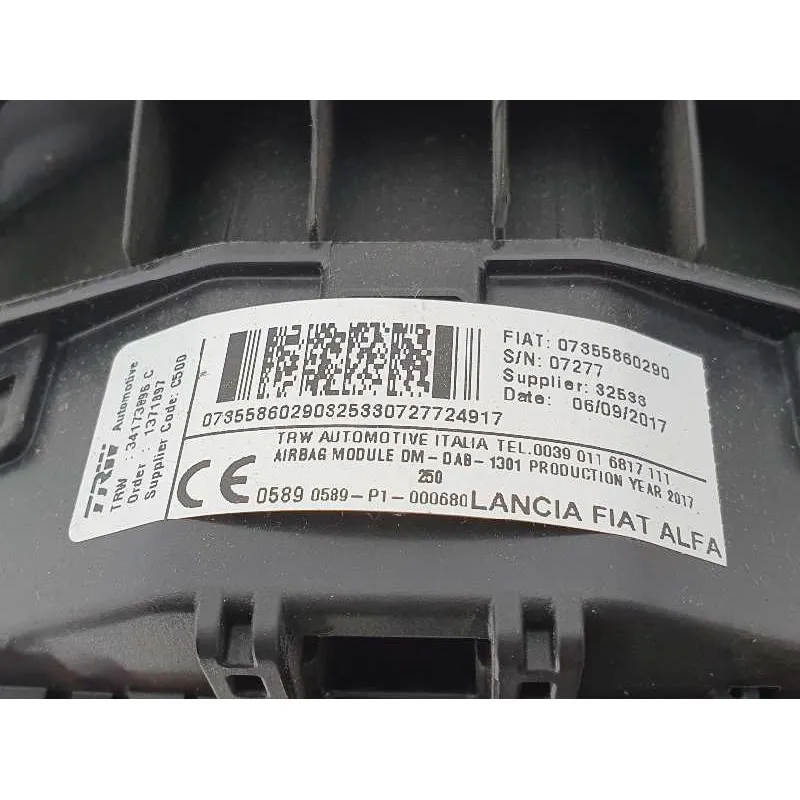 TRW Automotive
TRW : 34173096 C
Order : 1371897
Supplier Code: C500
07355860290325330727724917
FIAT: 07355860290
S/N: 07277
Supplier: 32533
Date: 06/09/2017
TRW AUTOMOTIVE ITALIA TEL.0039 011 6817 111
AIRBAG MODULE DM-DAB-1301 PRODUCTION YEAR 2017
250
CE 0589 0589-P1-000680 LANCIA FIAT ALFA